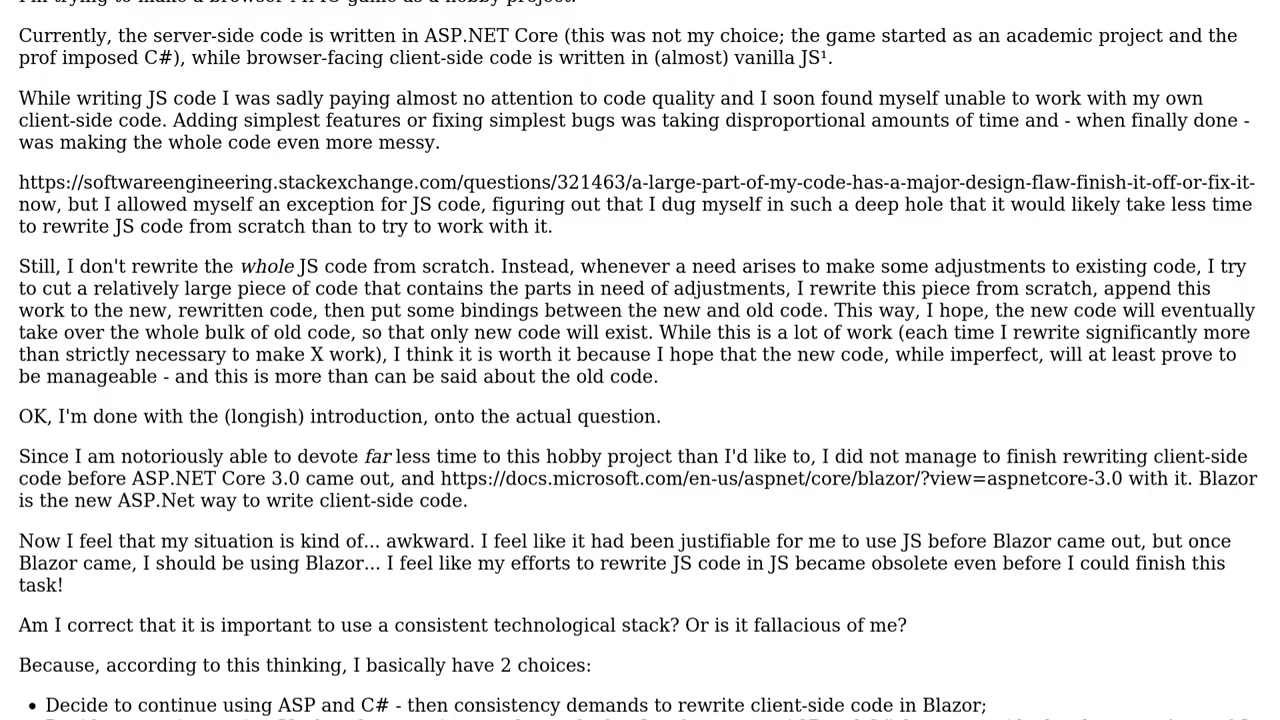 Currently, the server-side code is written in ASP.NET Core (this was not my choice; the game started as an academic project and the
prof imposed C#), while browser-facing client-side code is written in (almost) vanilla JS¹.
While writing JS code I was sadly paying almost no attention to code quality and I soon found myself unable to work with my own
client-side code. Adding simplest features or fixing simplest bugs was taking disproportional amounts of time and - when finally done -
was making the whole code even more messy.
https://softwareengineering.stackexchange.com/questions/321463/a-large-part-of-my-code-has-a-major-design-flaw-finish-it-off-or-fix-it-
now, but I allowed myself an exception for JS code, figuring out that I dug myself in such a deep hole that it would likely take less time
to rewrite JS code from scratch than to try to work with it.
Still, I don't rewrite the whole JS code from scratch. Instead, whenever a need arises to make some adjustments to existing code, I try
to cut a relatively large piece of code that contains the parts in need of adjustments, I rewrite this piece from scratch, append this
work to the new, rewritten code, then put some bindings between the new and old code. This way, I hope, the new code will eventually
take over the whole bulk of old code, so that only new code will exist. While this is a lot of work (each time I rewrite significantly more
than strictly necessary to make X work), I think it is worth it because I hope that the new code, while imperfect, will at least prove to
be manageable - and this is more than can be said about the old code.
OK, I'm done with the (longish) introduction, onto the actual question.
Since I am notoriously able to devote far less time to this hobby project than I'd like to, I did not manage to finish rewriting client-side
code before ASP.NET Core 3.0 came out, and https://docs.microsoft.com/en-us/aspnet/core/blazor/?view=aspnetcore-3.0 with it. Blazor
is the new ASP.Net way to write client-side code.
Now I feel that my situation is kind of... awkward. I feel like it had been justifiable for me to use JS before Blazor came out, but once
Blazor came, I should be using Blazor... I feel like my efforts to rewrite JS code in JS became obsolete even before I could finish this
task!
Am I correct that it is important to use a consistent technological stack? Or is it fallacious of me?
Because, according to this thinking, I basically have 2 choices:
• Decide to continue using ASP and C# - then consistency demands to rewrite client-side code in Blazor;